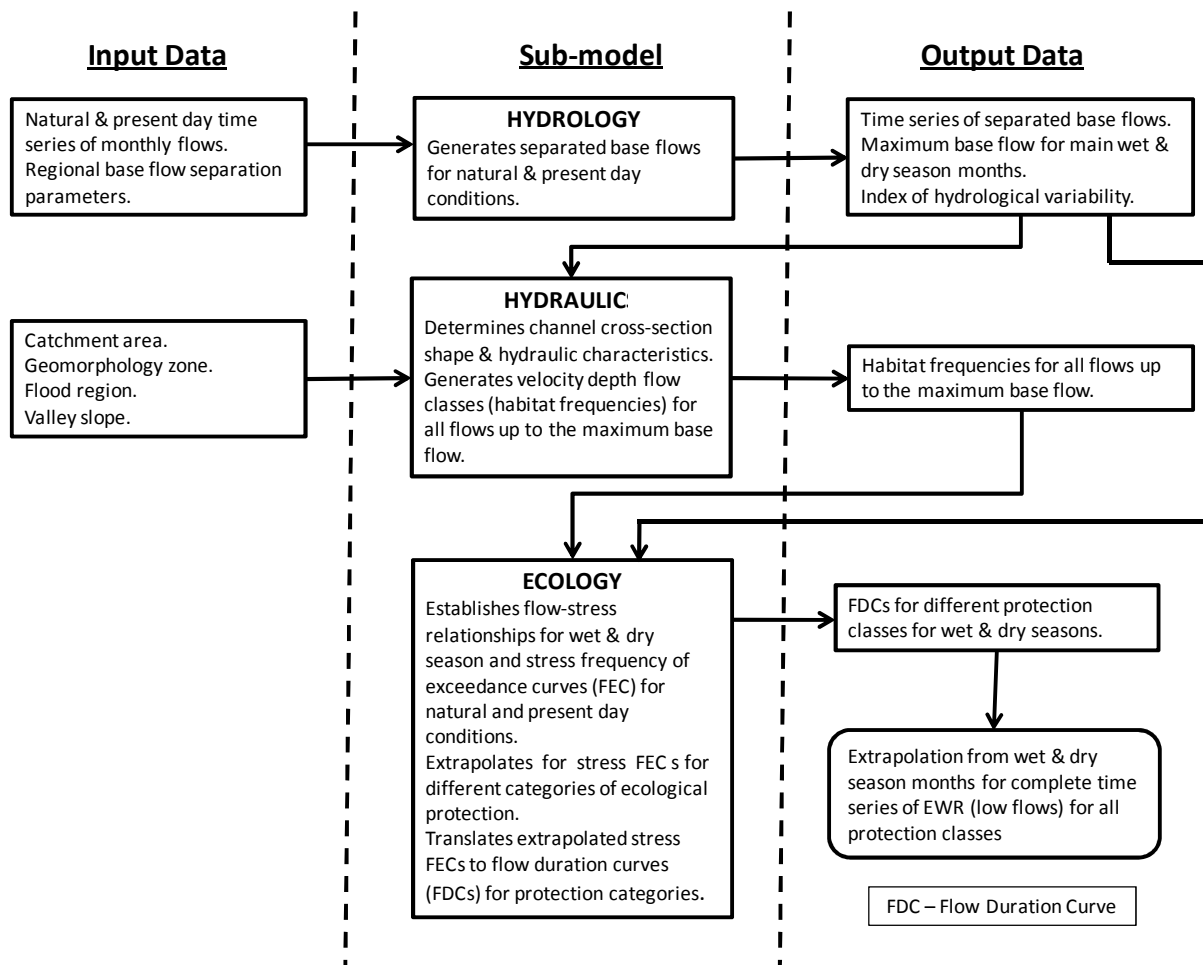 Input Data
Sub-model
Output Data
Natural & present day time
series of monthly flows.
Regional base flow separation
parameters.
HYDROLOGY
Generates separated base flows
for natural & present day
conditions.
Time series of separated base flows.
Maximum base flow for main wet &
dry season months.
Index of hydrological variability.
Catchment area.
Geomorphology zone.
Flood region.
Valley slope.
HYDRAULIC
Determines channel cross-section
shape & hydraulic characteristics.
Generates velocity depth flow
classes (habitat frequencies) for
all flows up to the maximum base
flow.
Habitat frequencies for all flows up
to the maximum base flow.
ECOLOGY
Establishes flow-stress
relationships for wet & dry
season and stress frequency of
exceedance curves (FEC) for
natural and present day
conditions.
Extrapolates for stress FEC s for
different categories of ecological
protection.
Translates extrapolated stress
FECs to flow duration curves
(FDCs) for protection categories.
FDCs for different protection
classes for wet & dry seasons.
Extrapolation from wet & dry
season months for complete time
series of EWR (low flows) for all
protection classes
FDC – Flow Duration Curve